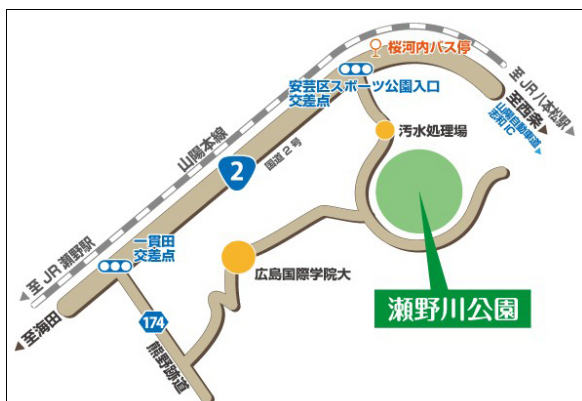 桜河内バス停
安芸区スポーツ公園入口
交差点
至JR八本松駅
至西条
山陽自動車道
志和IC
汚水処理場
山陽本線
国道2号
2
一貫田
交差点
至JR瀬野駅
至海田
広島国際学院大
174
熊野跡道
瀬野川公園